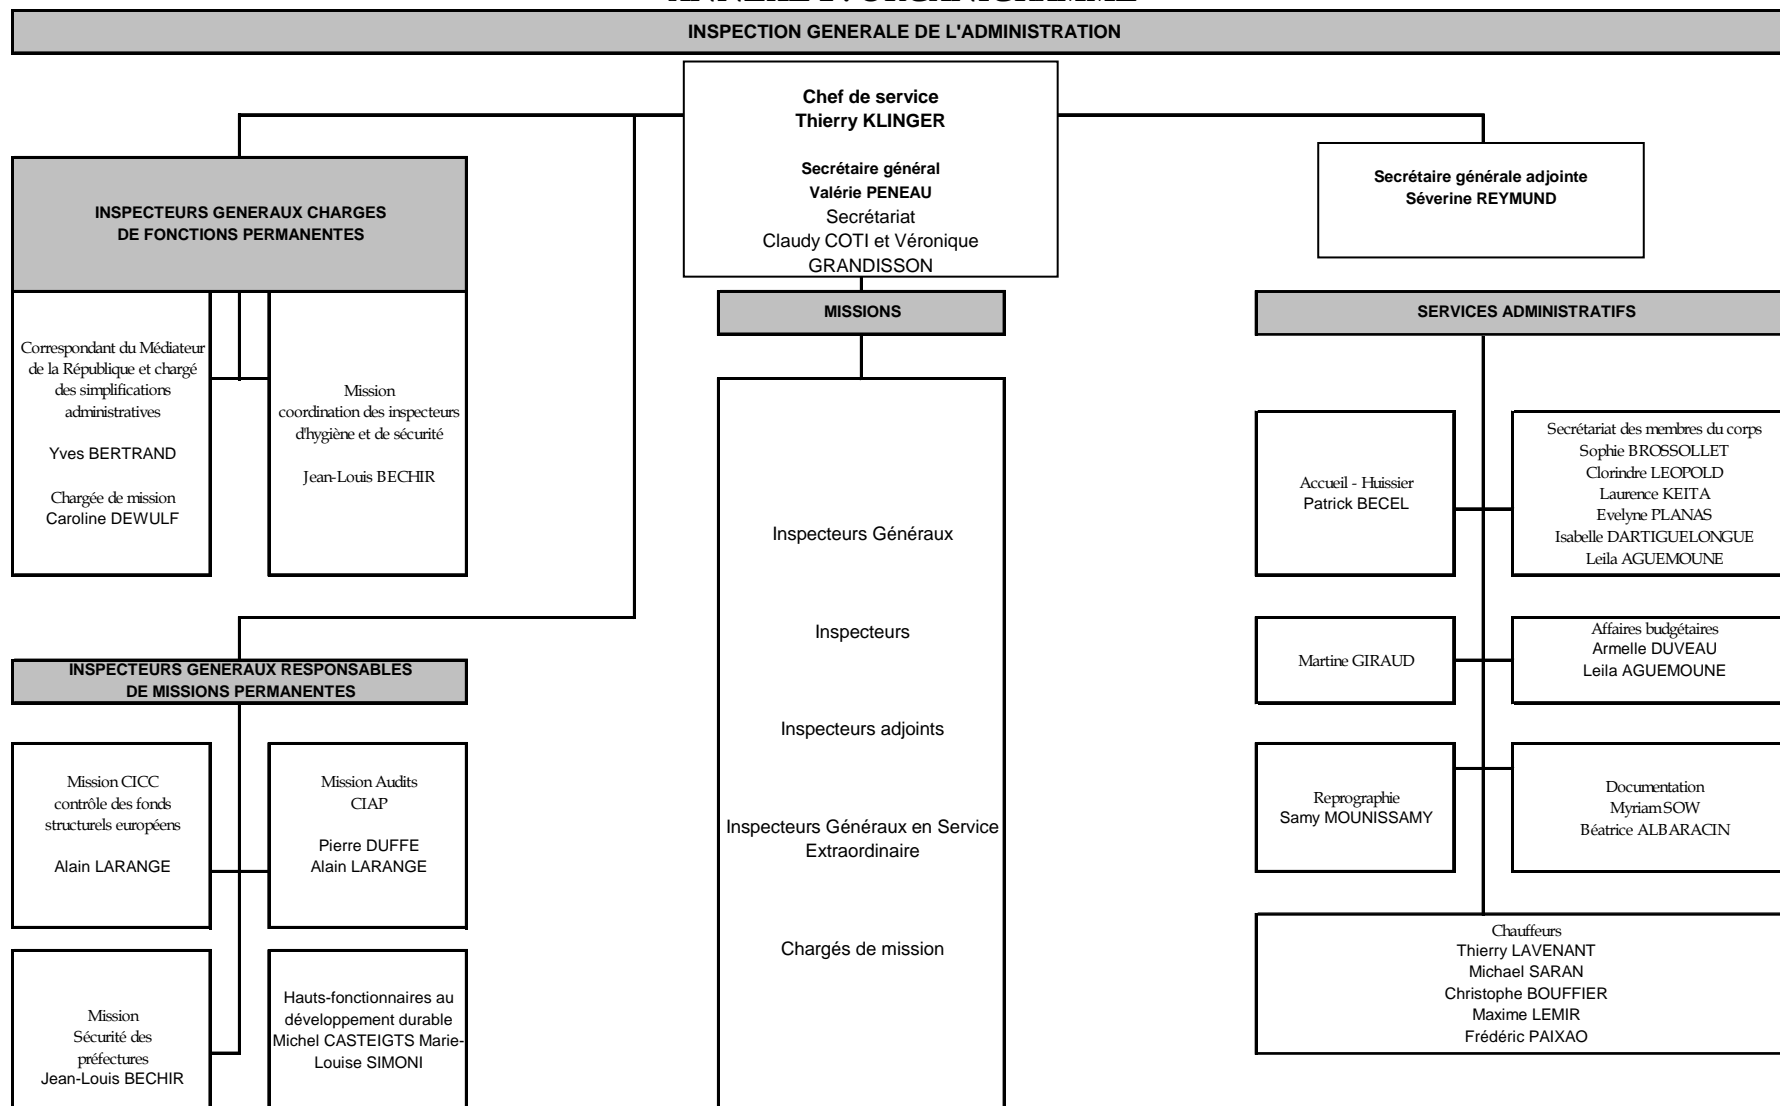 ANNEXE 1 : ORGANIGRAMME
INSPECTION GENERALE DE L'ADMINISTRATION
Chef de service
Thierry KLINGER
Secrétaire général
Valérie PENEAU
Secrétariat
Claudy COTI et Véronique
GRANDISSON
Secrétaire générale adjointe
Séverine REYMUND
INSPECTEURS GENERAUX CHARGES
DE FONCTIONS PERMANENTES
Correspondant du Médiateur
de la République et chargé
des simplifications
administratives
Yves BERTRAND
Chargée de mission
Caroline DEWULF
Mission
coordination des inspecteurs
d'hygiène et de sécurité
Jean-Louis BECHIR
INSPECTEURS GENERAUX RESPONSABLES
DE MISSIONS PERMANENTES
Mission CICC
contrôle des fonds
structurels européens
Alain LARANGE
Mission Audits
CIAP
Pierre DUFFE
Alain LARANGE
Mission
Sécurité des
préfectures
Jean-Louis BECHIR
Hauts-fonctionnaires au
développement durable
Michel CASTEIGTS Marie-
Louise SIMONI
MISSIONS
Inspecteurs Généraux
Inspecteurs
Inspecteurs adjoints
Inspecteurs Généraux en Service
Extraordinaire
Chargés de mission
SERVICES ADMINISTRATIFS
Accueil - Huissier
Patrick BECEL
Secrétariat des membres du corps
Sophie BROSSOLLET
Clorindre LEOPOLD
Laurence KEITA
Evelyne PLANAS
Isabelle DARTIGUELONGUE
Leila AGUEMOUNE
Martine GIRAUD
Affaires budgétaires
Armelle DUVEAU
Leila AGUEMOUNE
Reprographie
Samy MOUNISSAMY
Documentation
Myriam SOW
Béatrice ALBARACIN
Chauffeurs
Thierry LAVENANT
Michael SARAN
Christophe BOUFFIER
Maxime LEMIR
Frédéric PAIXAO